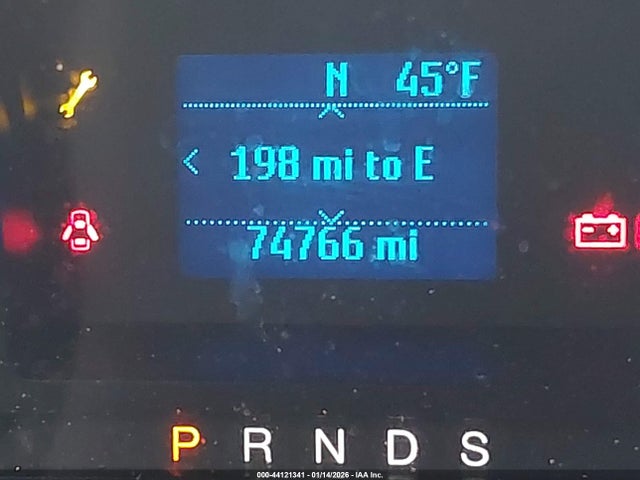 N 45°F
< 198 mi to E
74766 mi
P R N D S
000-44121341 - 01/14/2026 - IAA Inc.